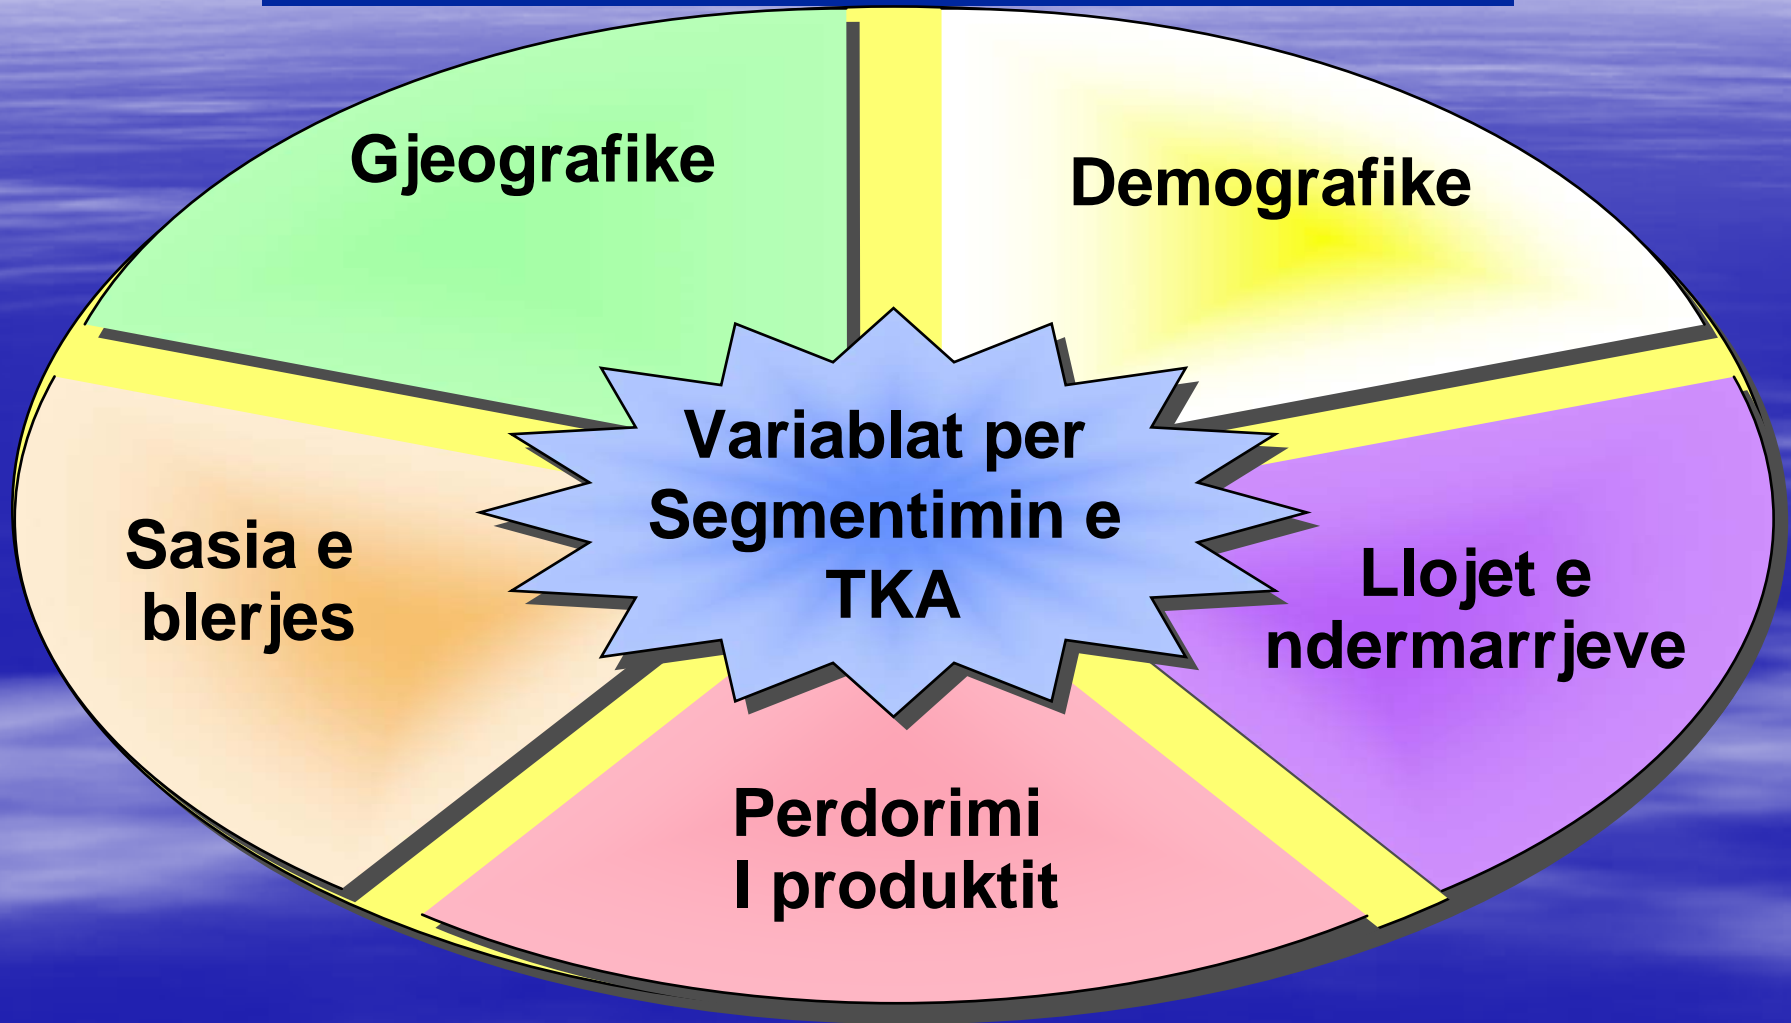 Gjeografike
Demografike
Variablat per
Segmentimin e
TKA
Sasia e
blerjes
Llojet e
ndermarrjeve
Perdorimi
I produktit